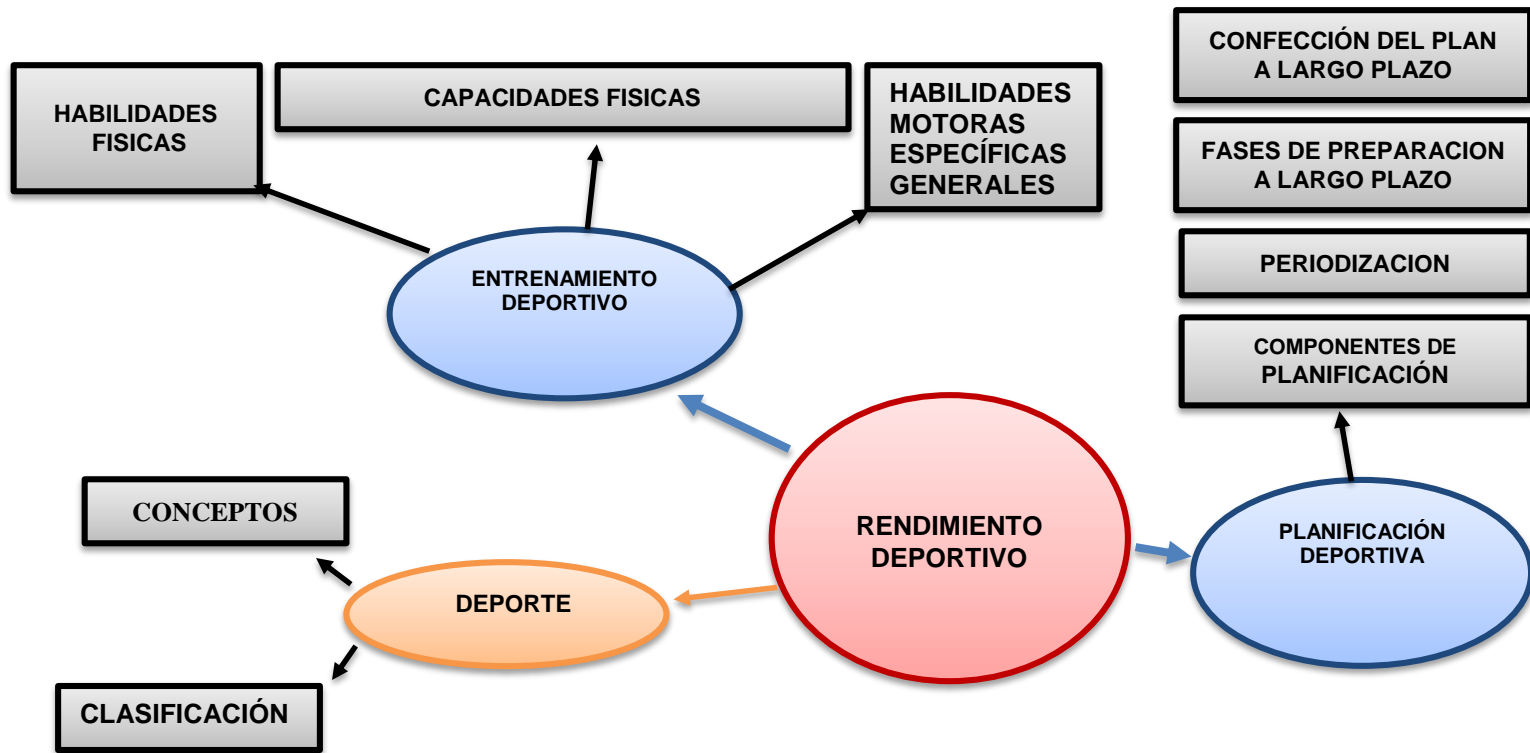 CONFECCIÓN DEL PLAN
A LARGO PLAZO
HABILIDADES
FISICAS
CAPACIDADES FISICAS
HABILIDADES
MOTORAS
ESPECÍFICAS
GENERALES
FASES DE PREPARACION
A LARGO PLAZO
PERIODIZACION
ENTRENAMIENTO
DEPORTIVO
COMPONENTES DE
PLANIFICACIÓN
CONCEPTOS
RENDIMIENTO
DEPORTIVO
PLANIFICACIÓN
DEPORTIVA
DEPORTE
CLASIFICACIÓN